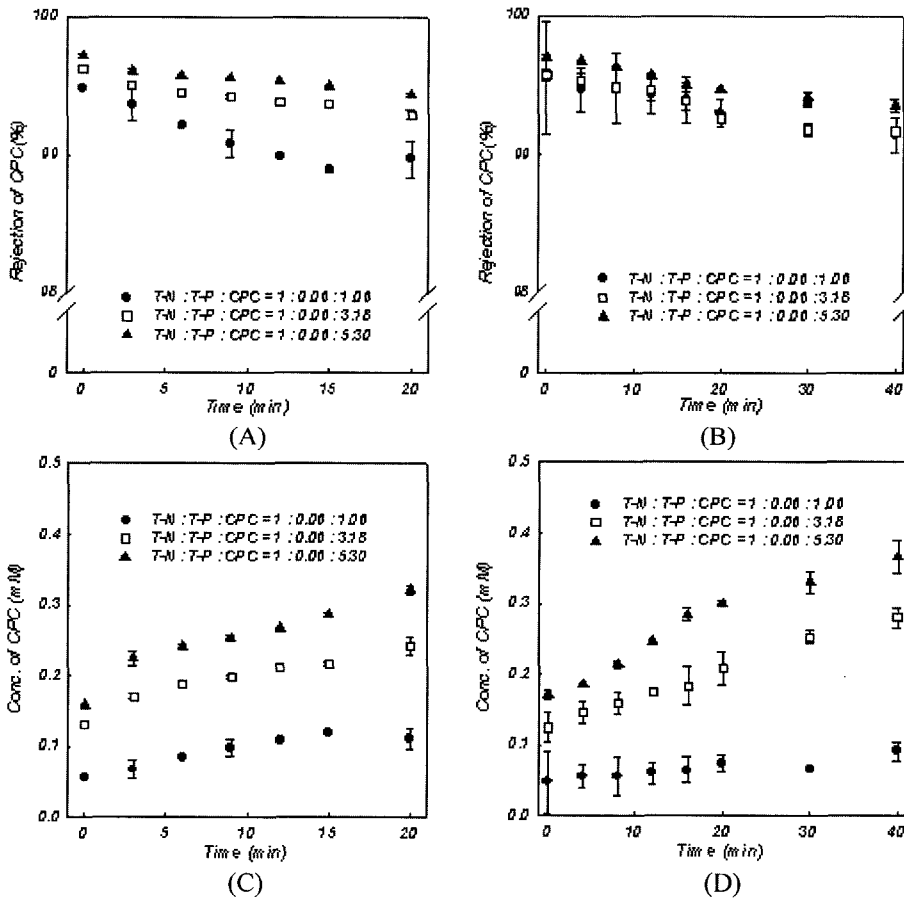 100
0
Rejection of CPC (%)
T-N : T-P : CPC = 1 : 0.06 : 1.06
T-N : T-P : CPC = 1 : 0.06 : 3.18
T-N : T-P : CPC = 1 : 0.06 : 5.30
0 5 10 15 20
Time (min)
(A)
100
0
Rejection of CPC (%)
T-N : T-P : CPC = 1 : 0.06 : 1.06
T-N : T-P : CPC = 1 : 0.06 : 3.18
T-N : T-P : CPC = 1 : 0.06 : 5.30
0 10 20 30 40
Time (min)
(B)
0.5
0.4
0.3
0.2
0.1
0.0
Conc. of CPC (mM)
T-N : T-P : CPC = 1 : 0.06 : 1.06
T-N : T-P : CPC = 1 : 0.06 : 3.18
T-N : T-P : CPC = 1 : 0.06 : 5.30
0 5 10 15 20
Time (min)
(C)
0.5
0.4
0.3
0.2
0.1
0.0
Conc. of CPC (mM)
T-N : T-P : CPC = 1 : 0.06 : 1.06
T-N : T-P : CPC = 1 : 0.06 : 3.18
T-N : T-P : CPC = 1 : 0.06 : 5.30
0 10 20 30 40
Time (min)
(D)